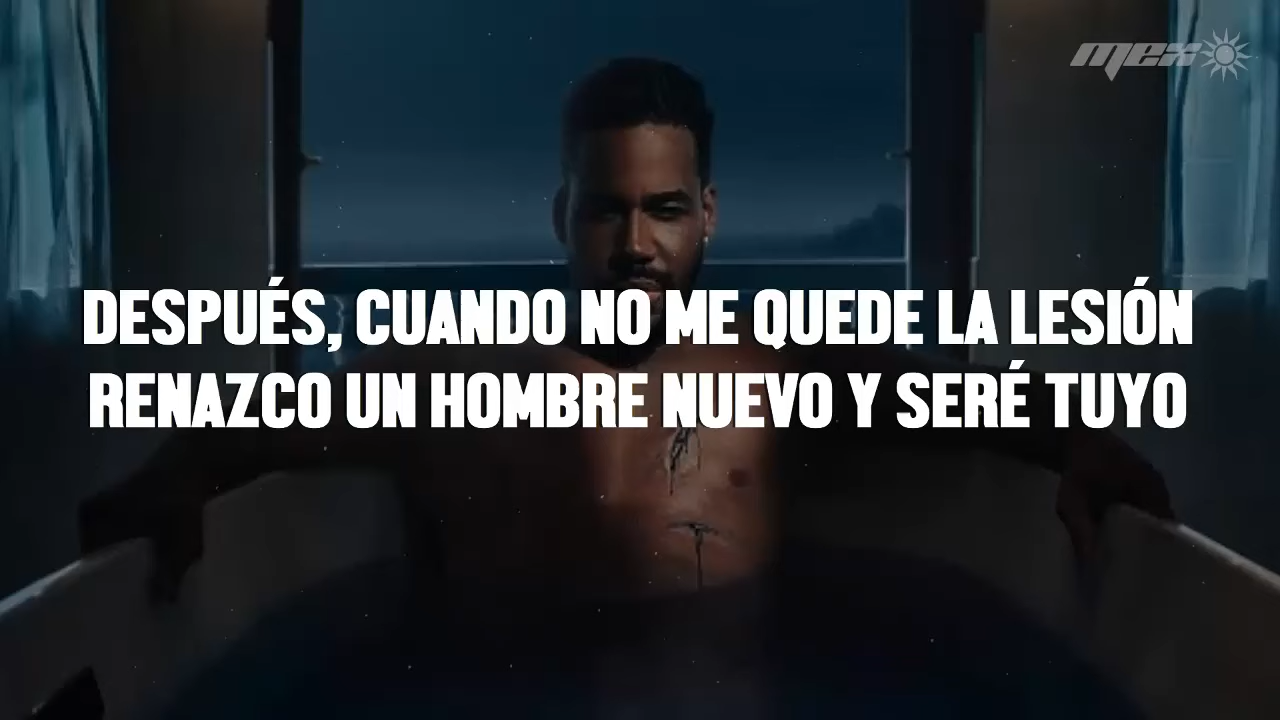 mex
DESPUÉS, CUANDO NO ME QUEDE LA LESIÓN
RENAZCO UN HOMBRE NUEVO Y SERÉ TUYO